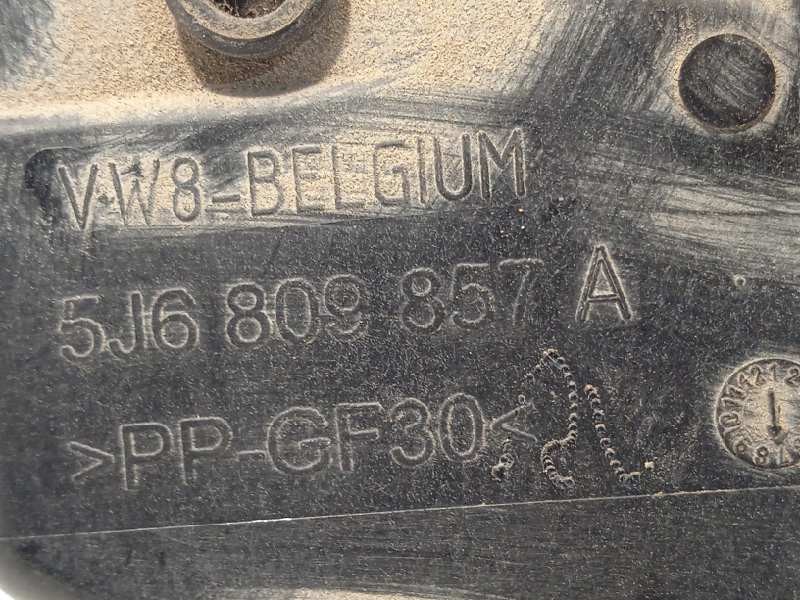 VW8-BELGIUM
5J6 809 857 A
>PP-GF30<